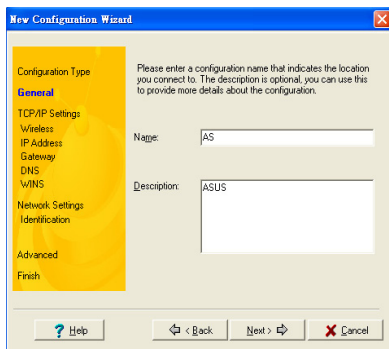 New Configuration Wizard
Configuration Type
General
TCP/IP Settings
Wireless
IP Address
Gateway
DNS
WINS
Network Settings
Identification
Advanced
Finish
Please enter a configuration name that indicates the location
you connect to. The description is optional, you can use this
to provide more details about the configuration.
Name: AS
Description: ASUS
? Help
< Back
Next >
Cancel